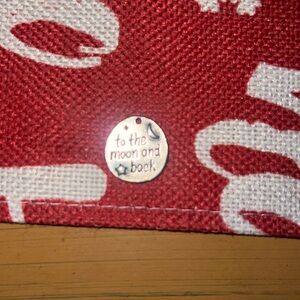 to the
moon and
back